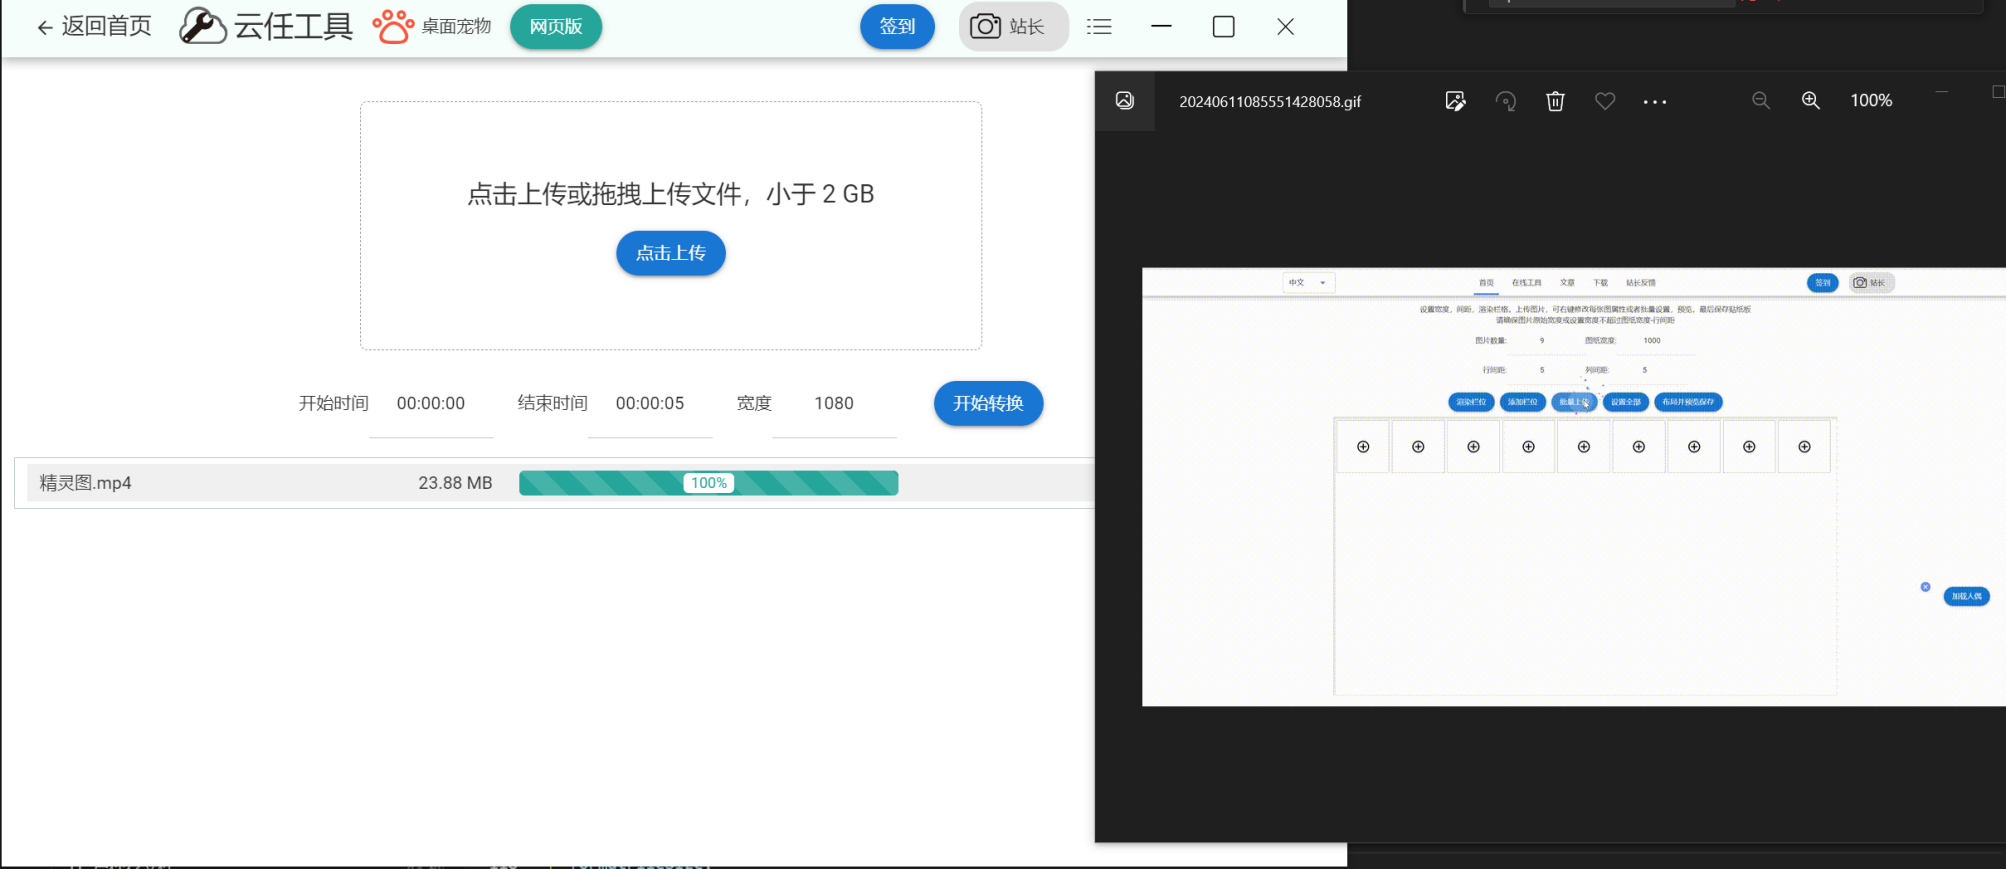 返回首页 云任工具 桌面宠物 网页版 签到 站长
点击上传或拖拽上传文件，小于 2 GB
点击上传
开始时间 00:00:00 结束时间 00:00:05 宽度 1080 开始转换
精灵图.mp4 23.88 MB 100%
20240611085551428058.gif 100%
中文 首页 在线工具 文章 下载 站长反馈 签到 站长
设置宽度，间距，渲染栏格。上传图片，可右键修改每张图属性或者批量设置，预览，最后保存贴纸板
请确保图片原始宽度或设置宽度不超过图纸宽度-行间距
图片数量: 9 图纸宽度: 1000
行间距: 5 列间距: 5
渲染栏位 添加栏位 批量上传 设置全部 布局并预览保存
加载人偶